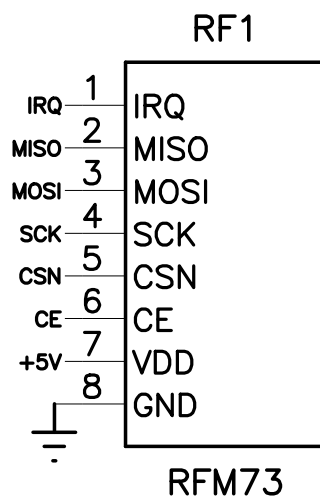 RF1
IRQ 1 IRQ
MISO 2 MISO
MOSI 3 MOSI
SCK 4 SCK
CSN 5 CSN
CE 6 CE
+5V 7 VDD
8 GND
RFM73